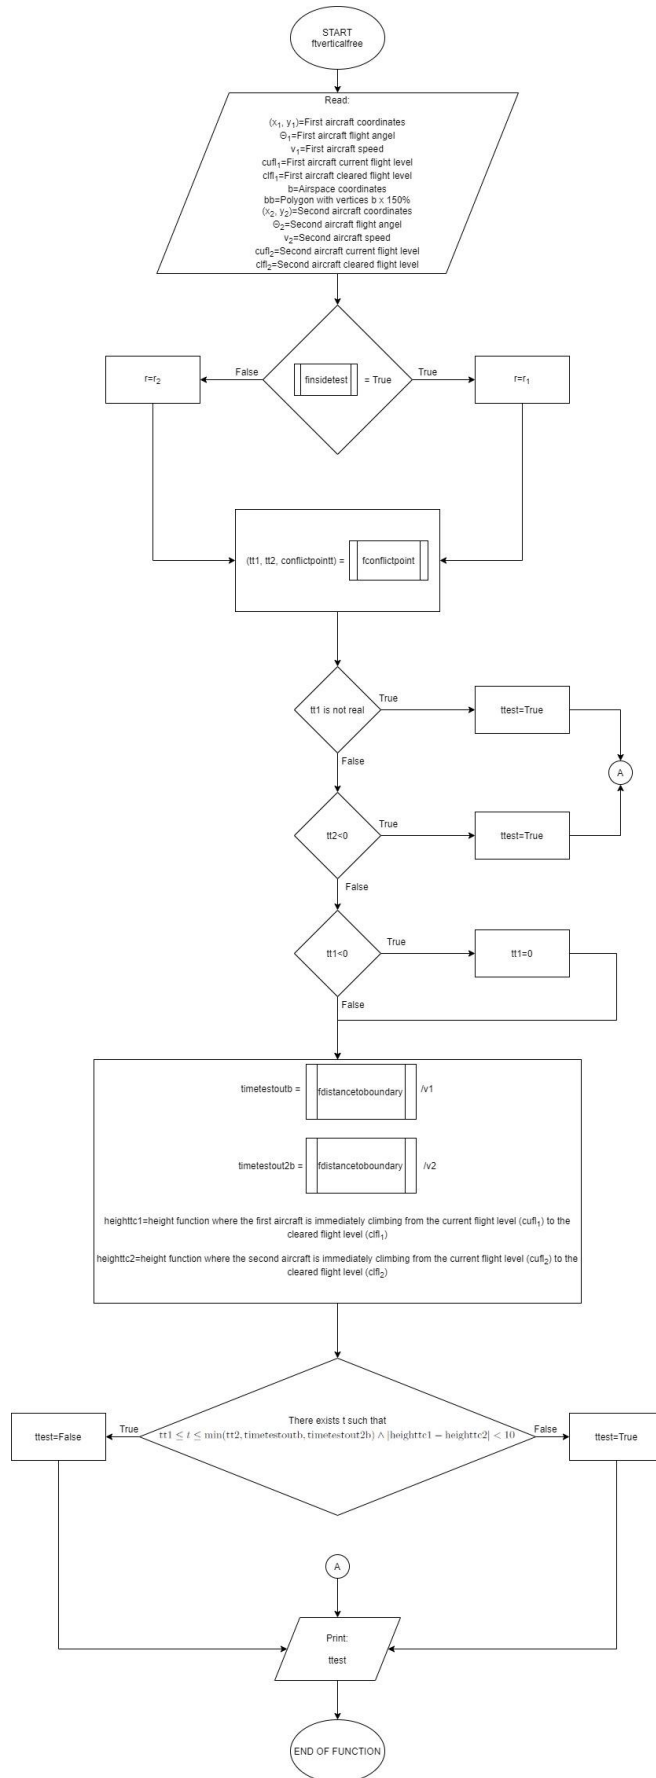 START
ftverticalfree
Read:
(x₁, y₁)=First aircraft coordinates
Θ₁=First aircraft flight angel
v₁=First aircraft speed
cufl₁=First aircraft current flight level
clfl₁=First aircraft cleared flight level
b=Airspace coordinates
bb=Polygon with vertices b x 150%
(x₂, y₂)=Second aircraft coordinates
Θ₂=Second aircraft flight angel
v₂=Second aircraft speed
cufl₂=Second aircraft current flight level
clfl₂=Second aircraft cleared flight level
False
True
r=r₂
finsidetest = True
r=r₁
(tt1, tt2, conflictpointt) = fconflictpoint
True
tt1 is not real
ttest=True
False
A
True
tt2<0
ttest=True
False
True
tt1<0
tt1=0
False
timetestoutb = fdistancetoboundary /v1
timetestout2b = fdistancetoboundary /v2
heighttc1=height function where the first aircraft is immediately climbing from the current flight level (cufl₁) to the
cleared flight level (clfl₁)
heighttc2=height function where the second aircraft is immediately climbing from the current flight level (cufl₂) to the
cleared flight level (clfl₂)
There exists t such that
True
False
ttest=False
tt1 ≤ t ≤ min(tt2, timetestoutb, timetestout2b) ∧ |heighttc1 − heighttc2| < 10
ttest=True
A
Print:
ttest
END OF FUNCTION